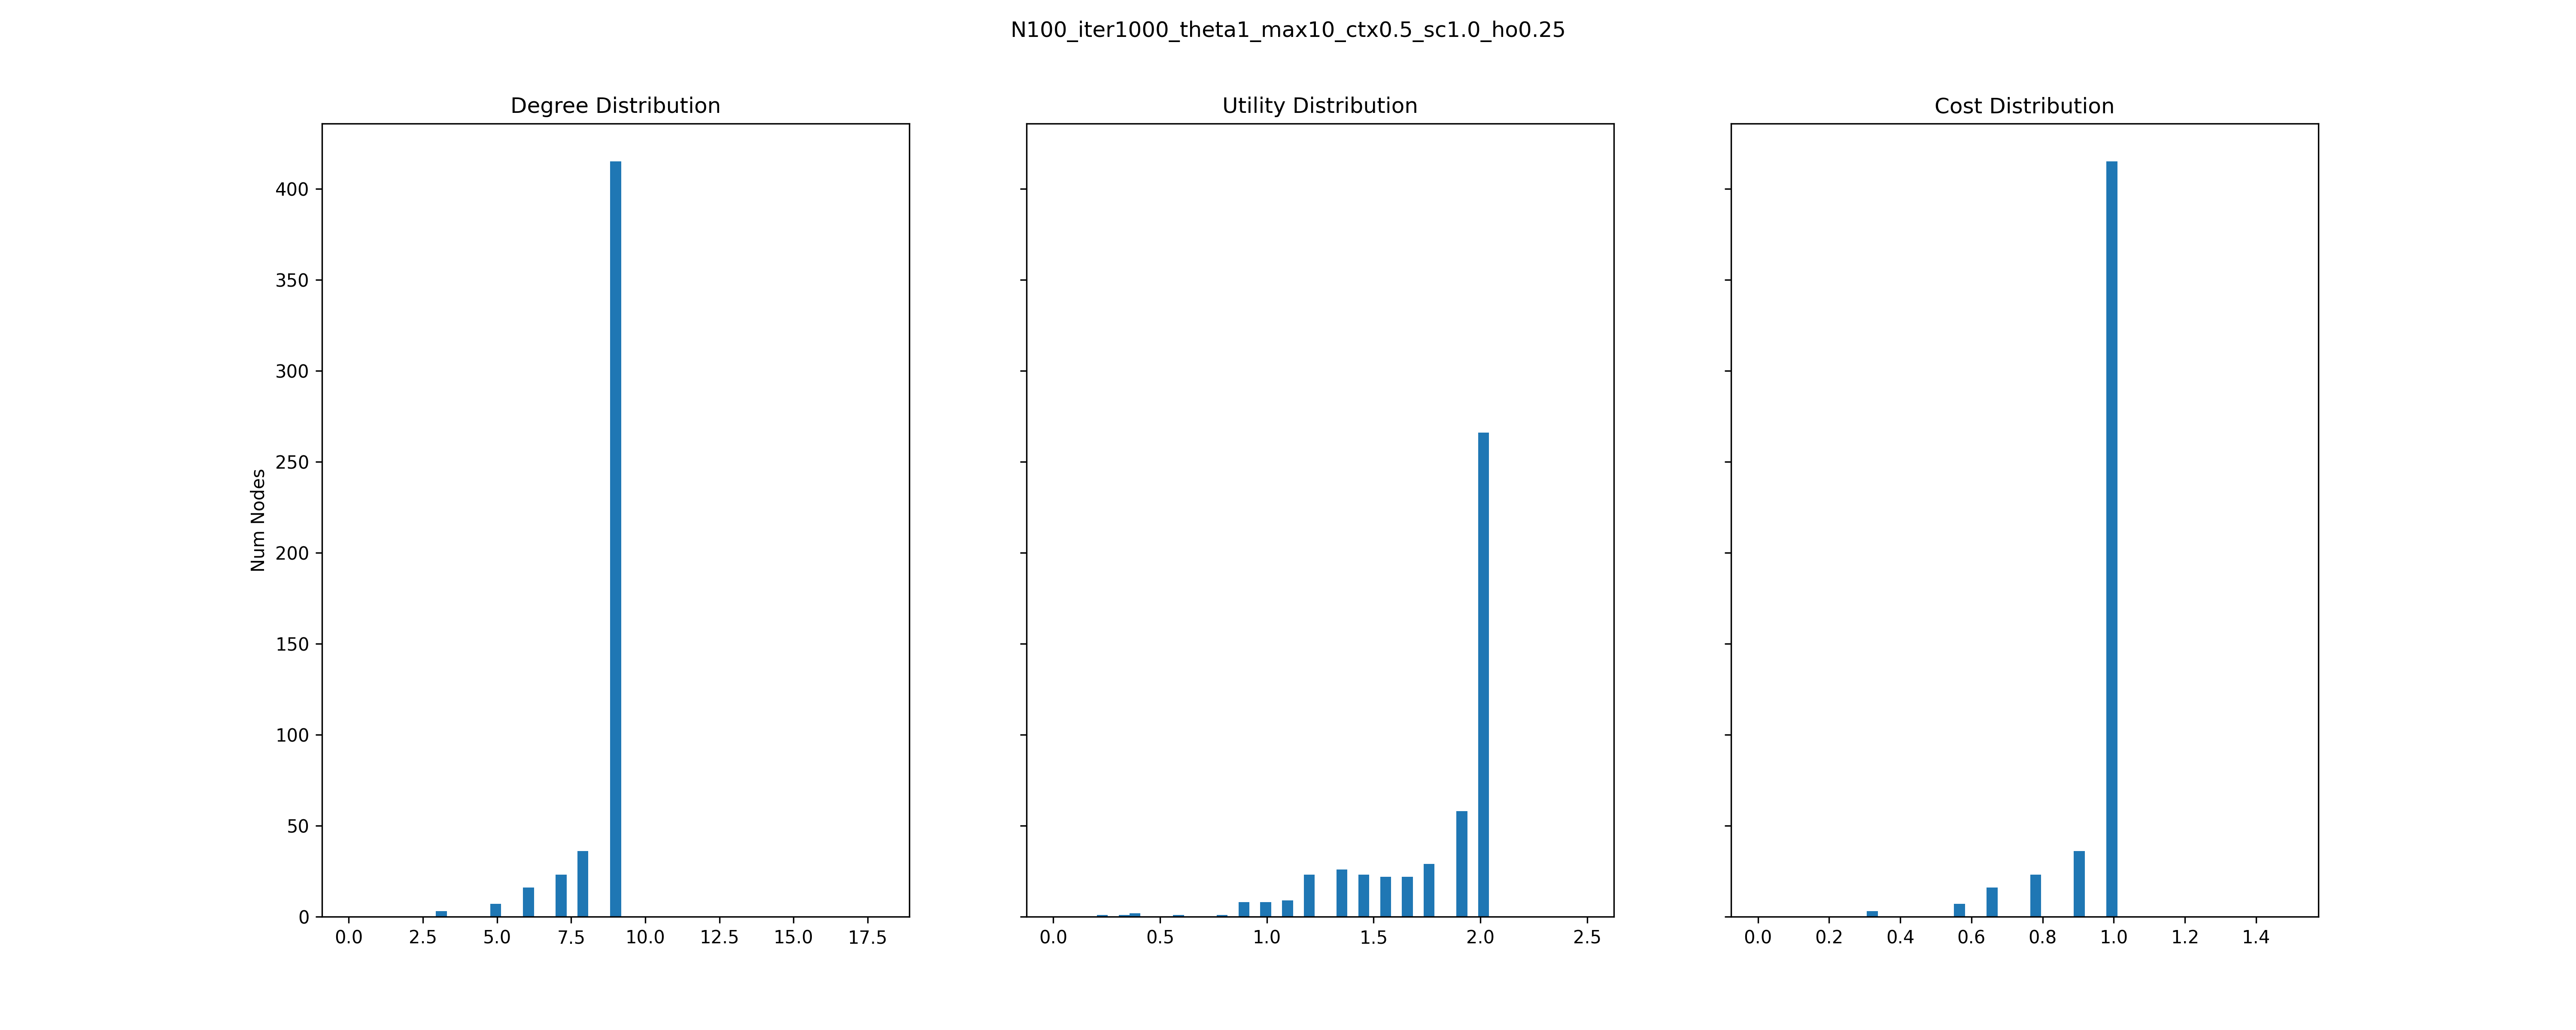 N100_iter1000_theta1_max10_ctx0.5_sc1.0_ho0.25
Degree Distribution
Utility Distribution
Cost Distribution
Num Nodes
400
350
300
250
200
150
100
50
0
0.0 2.5 5.0 7.5 10.0 12.5 15.0 17.5
0.0 0.5 1.0 1.5 2.0 2.5
0.0 0.2 0.4 0.6 0.8 1.0 1.2 1.4